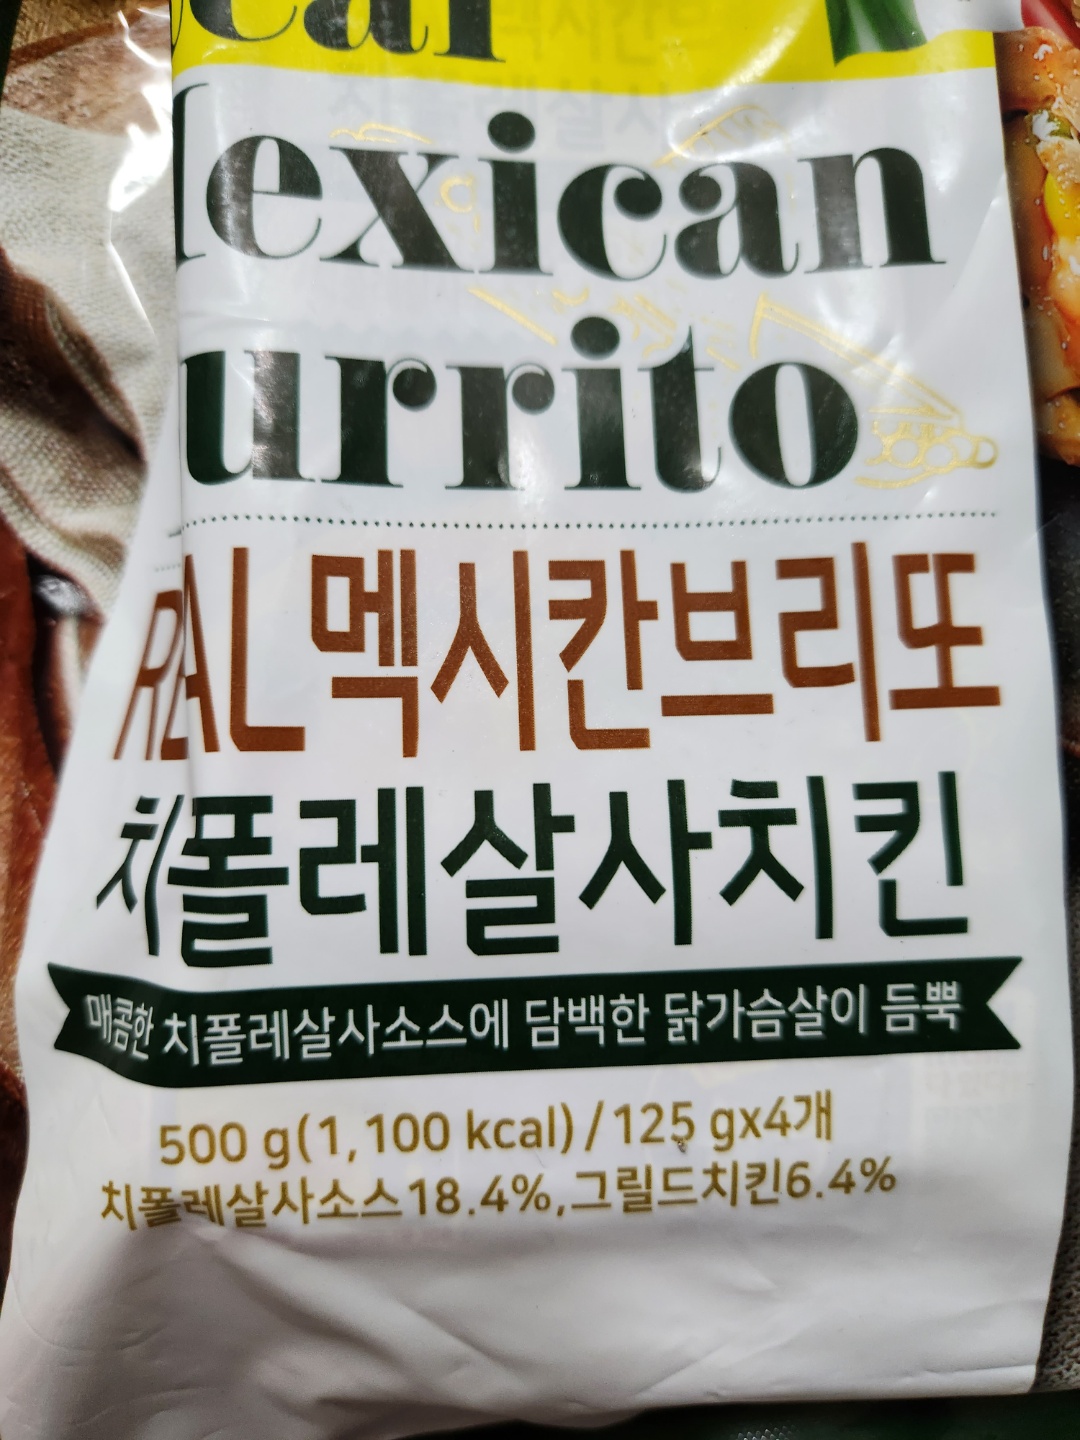 Mexican
urrito
REAL 멕시칸브리또
치폴레살사치킨
매콤한 치폴레살사소스에 담백한 닭가슴살이 듬뿍
500 g(1,100 kcal)/125 gx4개
치폴레살사소스18.4%,그릴드치킨6.4%